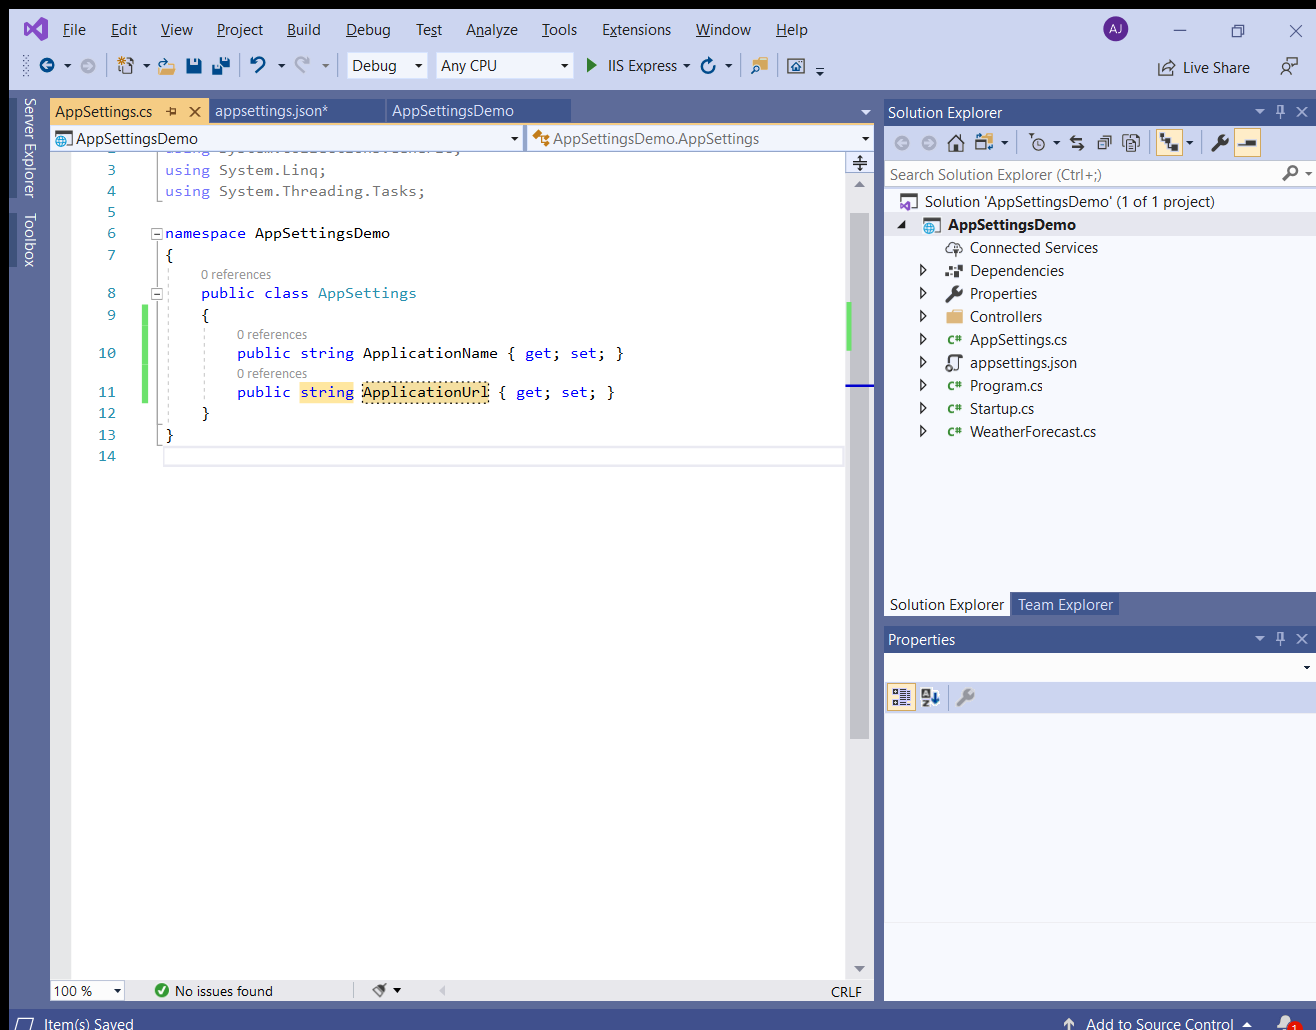 File Edit View Project Build Debug Test Analyze Tools Extensions Window Help AJ
Debug Any CPU IIS Express Live Share
Server Explorer
Toolbox
AppSettings.cs appsettings.json* AppSettingsDemo
AppSettingsDemo AppSettingsDemo.AppSettings
3 using System.Linq;
4 using System.Threading.Tasks;
5
6 namespace AppSettingsDemo
7 {
0 references
8 public class AppSettings
9 {
0 references
10 public string ApplicationName { get; set; }
0 references
11 public string ApplicationUrl { get; set; }
12 }
13 }
14
100 % No issues found CRLF
Solution Explorer
Search Solution Explorer (Ctrl+;)
Solution 'AppSettingsDemo' (1 of 1 project)
AppSettingsDemo
Connected Services
Dependencies
Properties
Controllers
C# AppSettings.cs
appsettings.json
C# Program.cs
C# Startup.cs
C# WeatherForecast.cs
Solution Explorer Team Explorer
Properties
Item(s) Saved Add to Source Control 1